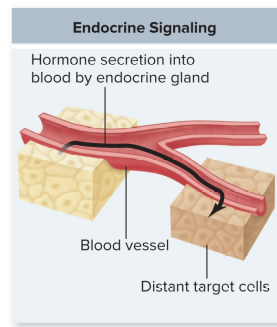 Endocrine Signaling
Hormone secretion into
blood by endocrine gland
Blood vessel
Distant target cells